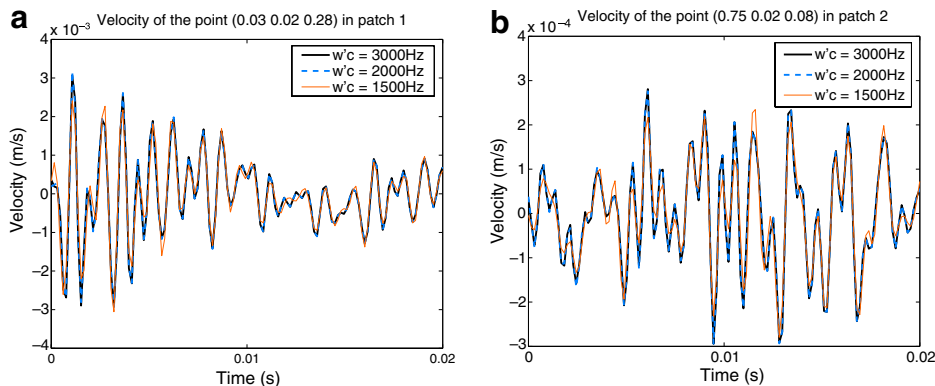 a
Velocity of the point (0.03 0.02 0.28) in patch 1
4 x 10⁻³
w'c = 3000Hz
w'c = 2000Hz
w'c = 1500Hz
3
2
1
0
−1
−2
−3
−4
Velocity (m/s)
0
0.01
0.02
Time (s)
b
Velocity of the point (0.75 0.02 0.08) in patch 2
4 x 10⁻⁴
w'c = 3000Hz
w'c = 2000Hz
w'c = 1500Hz
3
2
1
0
−1
−2
−3
Velocity (m/s)
0
0.01
0.02
Time (s)